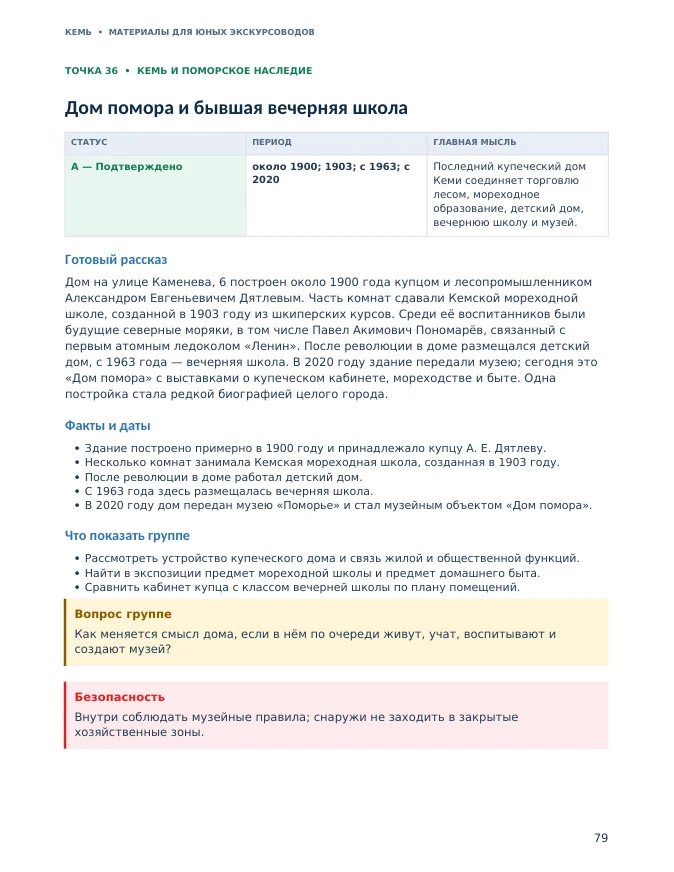 КЕМЬ • МАТЕРИАЛЫ ДЛЯ ЮНЫХ ЭКСКУРСОВОДОВ
ТОЧКА 36 • КЕМЬ И ПОМОРСКОЕ НАСЛЕДИЕ
Дом помора и бывшая вечерняя школа
СТАТУС ПЕРИОД ГЛАВНАЯ МЫСЛЬ
А — Подтверждено
около 1900; 1903; с 1963; с
2020
Последний купеческий дом
Кеми соединяет торговлю
лесом, мореходное
образование, детский дом,
вечернюю школу и музей.
Готовый рассказ
Дом на улице Каменева, 6 построен около 1900 года купцом и лесопромышленником
Александром Евгеньевичем Дятлевым. Часть комнат сдавали Кемской мореходной
школе, созданной в 1903 году из шкиперских курсов. Среди её воспитанников были
будущие северные моряки, в том числе Павел Акимович Пономарёв, связанный с
первым атомным ледоколом «Ленин». После революции в доме размещался детский
дом, с 1963 года — вечерняя школа. В 2020 году здание передали музею; сегодня это
«Дом помора» с выставками о купеческом кабинете, мореходстве и быте. Одна
постройка стала редкой биографией целого города.
Факты и даты
• Здание построено примерно в 1900 году и принадлежало купцу А. Е. Дятлеву.
• Несколько комнат занимала Кемская мореходная школа, созданная в 1903 году.
• После революции в доме работал детский дом.
• С 1963 года здесь размещалась вечерняя школа.
• В 2020 году дом передан музею «Поморье» и стал музейным объектом «Дом помора».
Что показать группе
• Рассмотреть устройство купеческого дома и связь жилой и общественной функций.
• Найти в экспозиции предмет мореходной школы и предмет домашнего быта.
• Сравнить кабинет купца с классом вечерней школы по плану помещений.
Вопрос группе
Как меняется смысл дома, если в нём по очереди живут, учат, воспитывают и
создают музей?
Безопасность
Внутри соблюдать музейные правила; снаружи не заходить в закрытые
хозяйственные зоны.
79